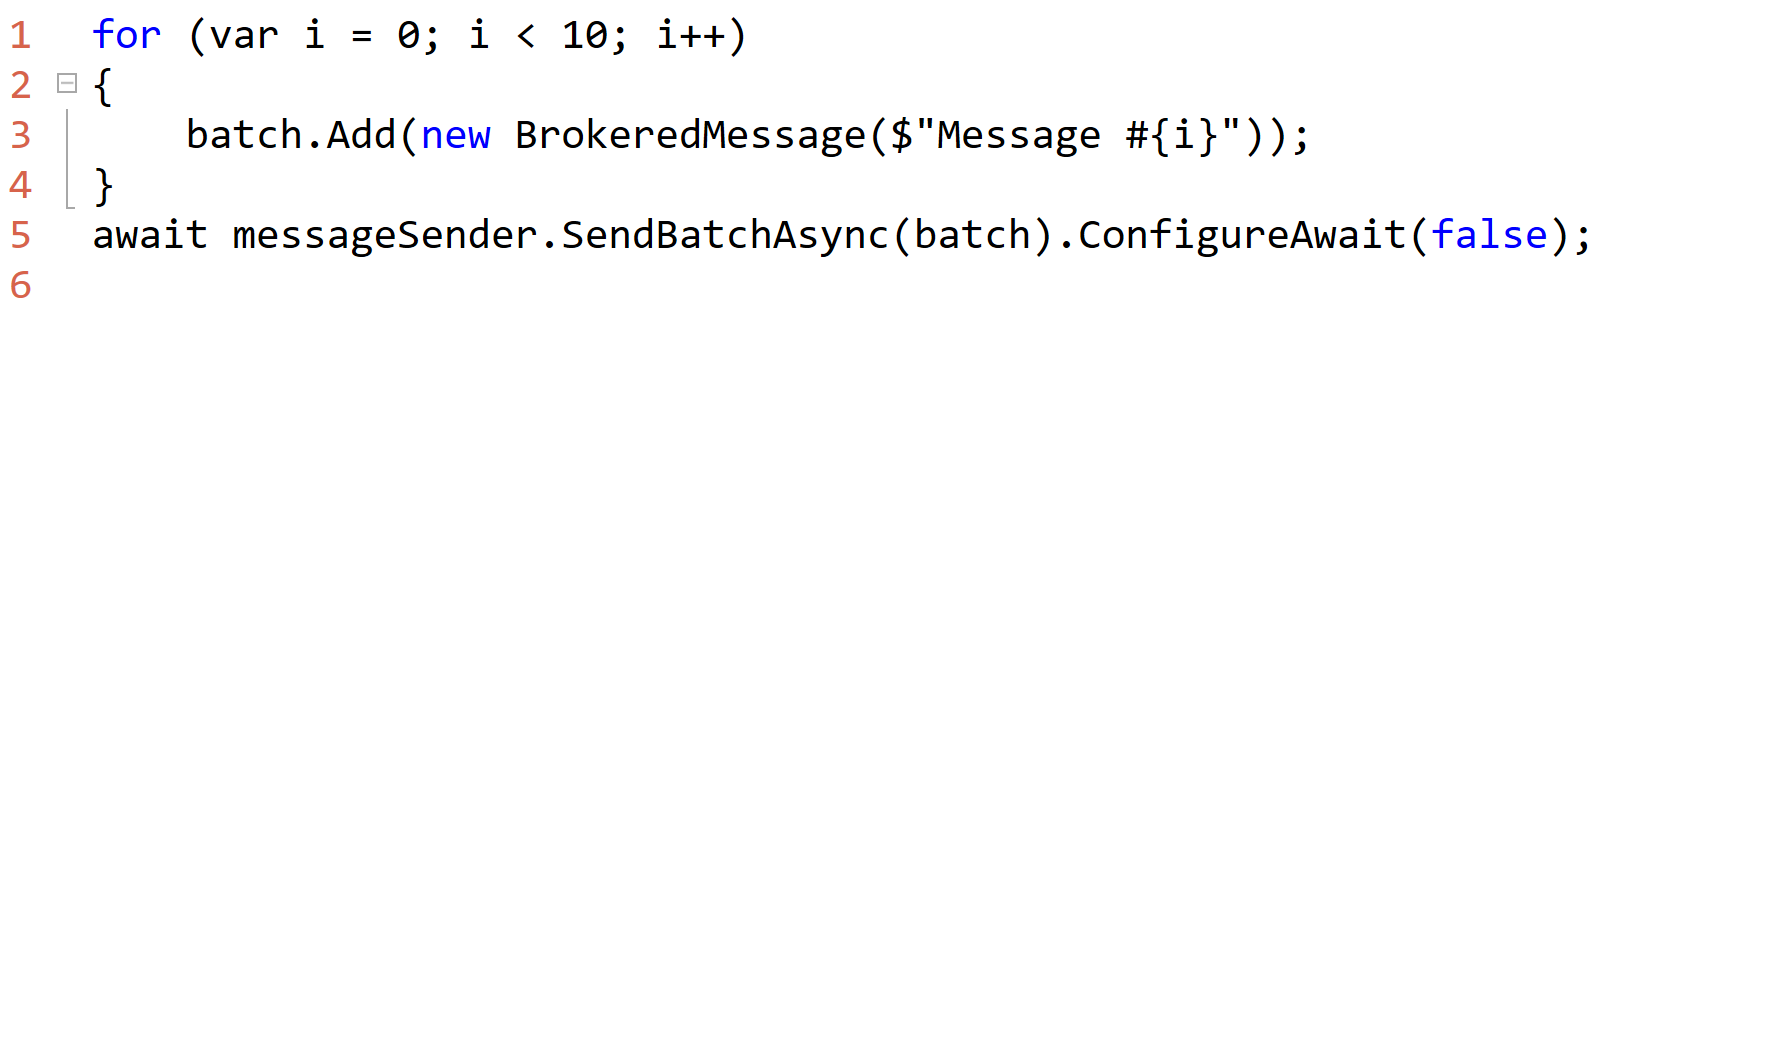 1 for (var i = 0; i < 10; i++)
2 {
3     batch.Add(new BrokeredMessage($"Message #{i}"));
4 }
5 await messageSender.SendBatchAsync(batch).ConfigureAwait(false);
6